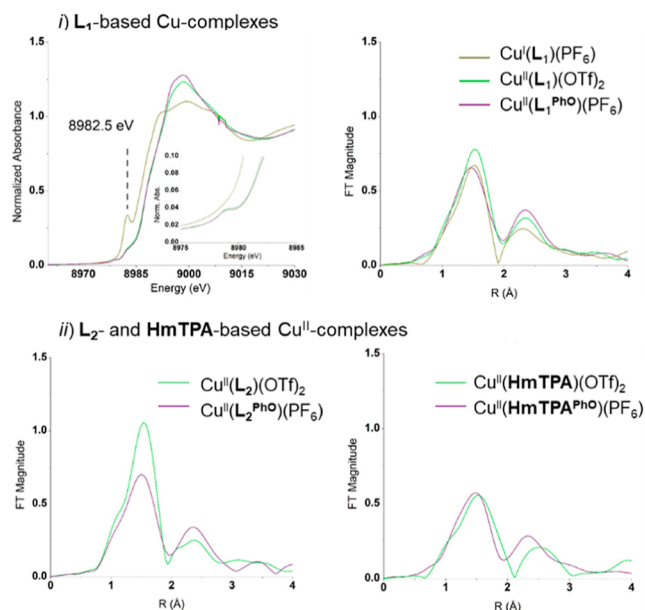 i) L₁-based Cu-complexes
1.5
1.0
0.5
0.0
Normalized Absorbance
8982.5 eV
0.10
0.08
0.06
0.04
0.02
0.00
Norm. Abs.
8975 8980 8985
Energy (eV)
8970 8985 9000 9015 9030
Energy (eV)
1.5
1.0
0.5
0.0
FT Magnitude
Cuᴵ(L₁)(PF₆)
Cuᴵᴵ(L₁)(OTf)₂
Cuᴵᴵ(L₁ᴾʰᴼ)(PF₆)
0 1 2 3 4
R (Å)
ii) L₂- and HmTPA-based Cuᴵᴵ-complexes
1.5
1.0
0.5
0.0
FT Magnitude
Cuᴵᴵ(L₂)(OTf)₂
Cuᴵᴵ(L₂ᴾʰᴼ)(PF₆)
0 1 2 3 4
R (Å)
1.5
1.0
0.5
0.0
FT Magnitude
Cuᴵᴵ(HmTPA)(OTf)₂
Cuᴵᴵ(HmTPAᴾʰᴼ)(PF₆)
0 1 2 3 4
R (Å)